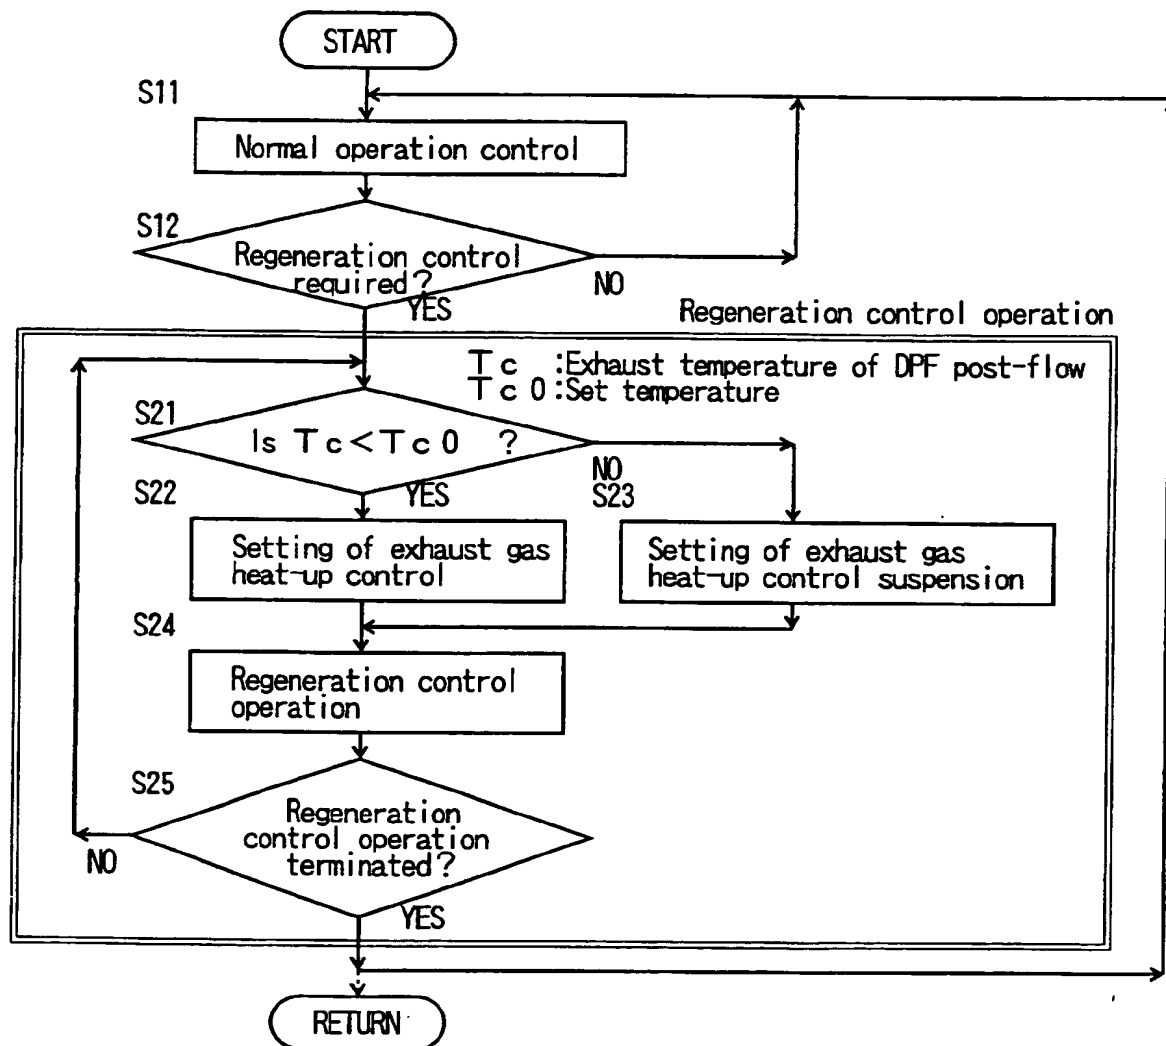 START
S11
Normal operation control
S12
Regeneration control
required?
NO
YES
Regeneration control operation
Tc :Exhaust temperature of DPF post-flow
Tc0:Set temperature
S21
Is Tc<Tc0 ?
NO
YES
S22
S23
Setting of exhaust gas
heat-up control
Setting of exhaust gas
heat-up control suspension
S24
Regeneration control
operation
S25
Regeneration
control operation
terminated?
NO
YES
RETURN